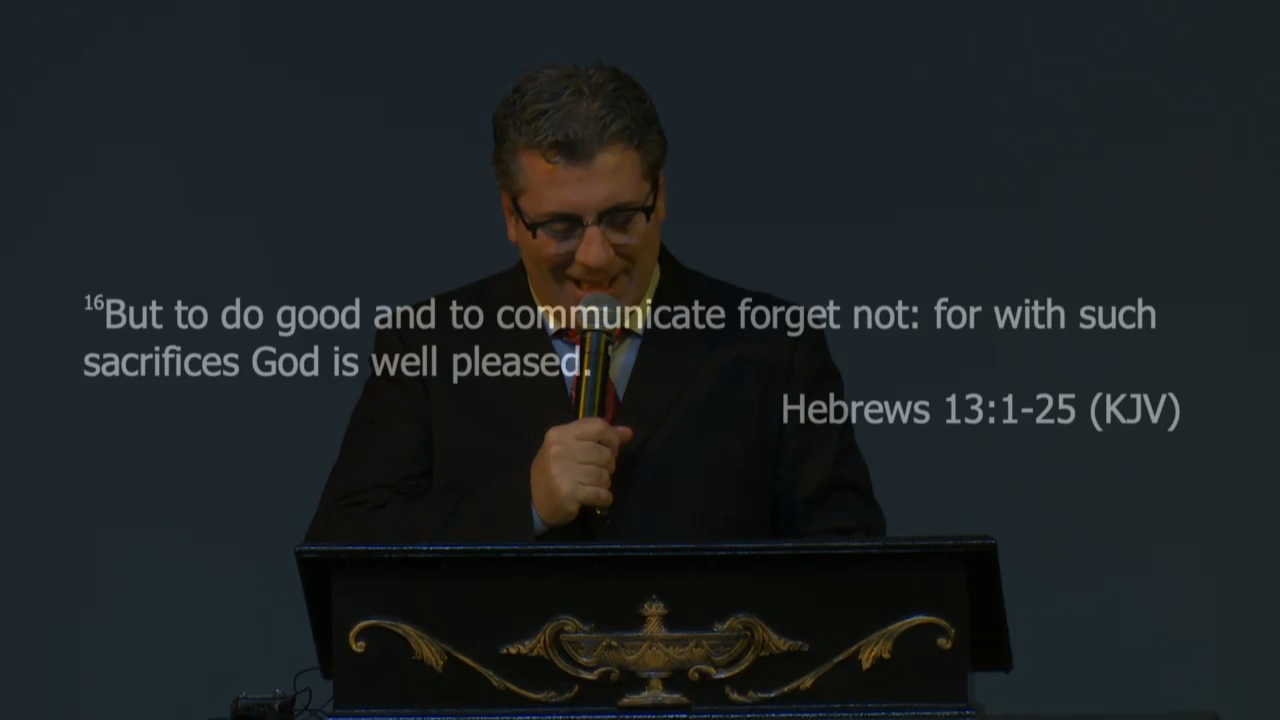 16But to do good and to communicate forget not: for with such
sacrifices God is well pleased.
Hebrews 13:1-25 (KJV)